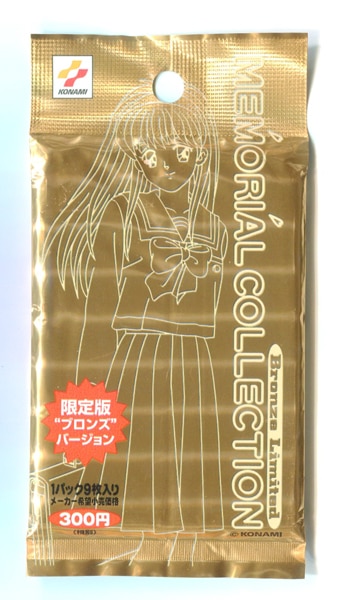 KONAMI
MEMORIAL COLLECTION
Bronze Limited
限定版
“ブロンズ”
バージョン
1パック9枚入り
メーカー希望小売価格
300円
(税別)
© KONAMI